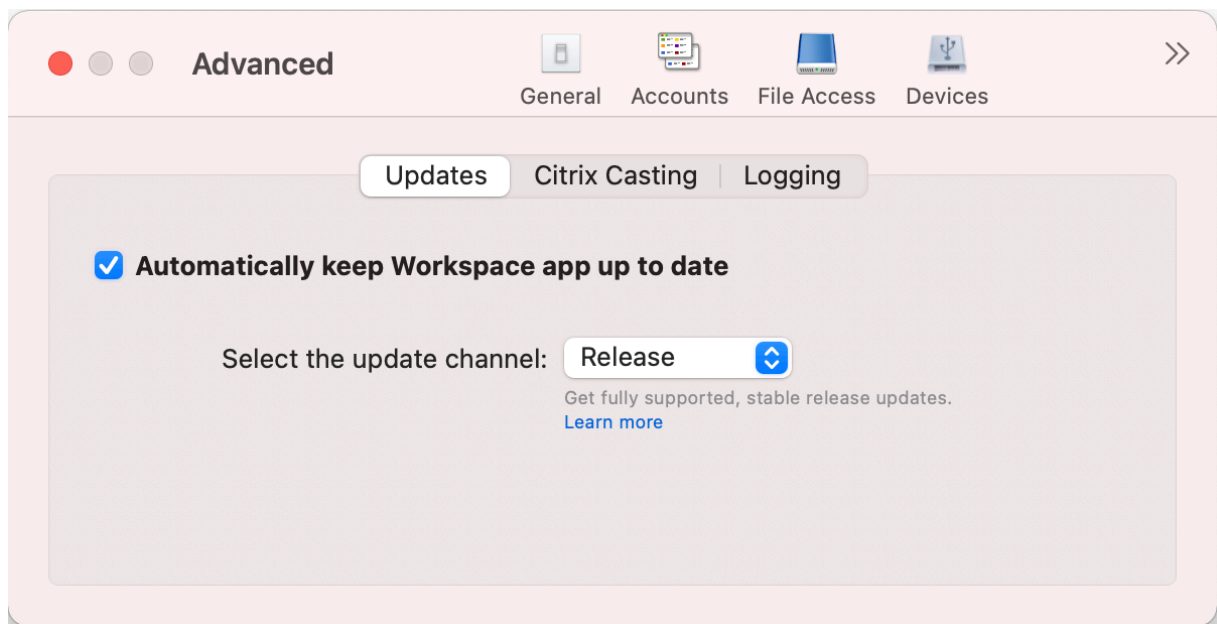 Advanced
General Accounts File Access Devices
Updates Citrix Casting Logging
Automatically keep Workspace app up to date
Select the update channel: Release
Get fully supported, stable release updates.
Learn more